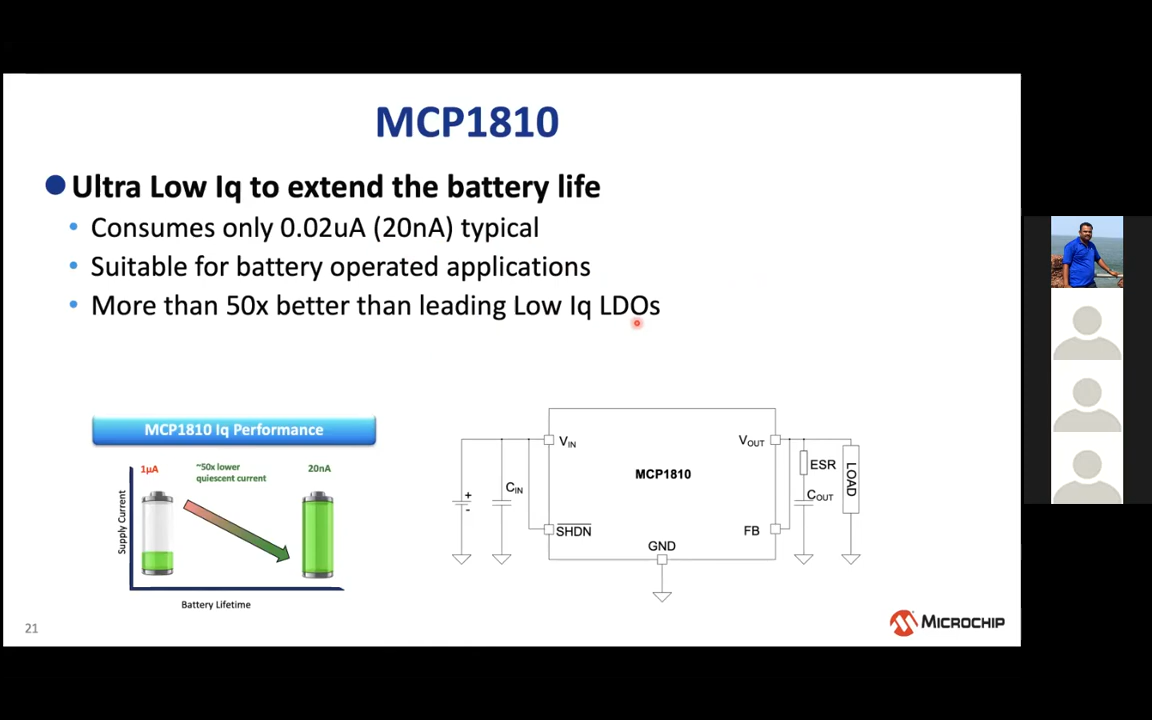 MCP1810
Ultra Low Iq to extend the battery life
Consumes only 0.02uA (20nA) typical
Suitable for battery operated applications
More than 50x better than leading Low Iq LDOs
MCP1810 Iq Performance
1µA
~50x lower
quiescent current
20nA
Supply Current
Battery Lifetime
+
-
CIN
VIN
SHDN
MCP1810
GND
VOUT
FB
ESR
COUT
LOAD
21
MICROCHIP